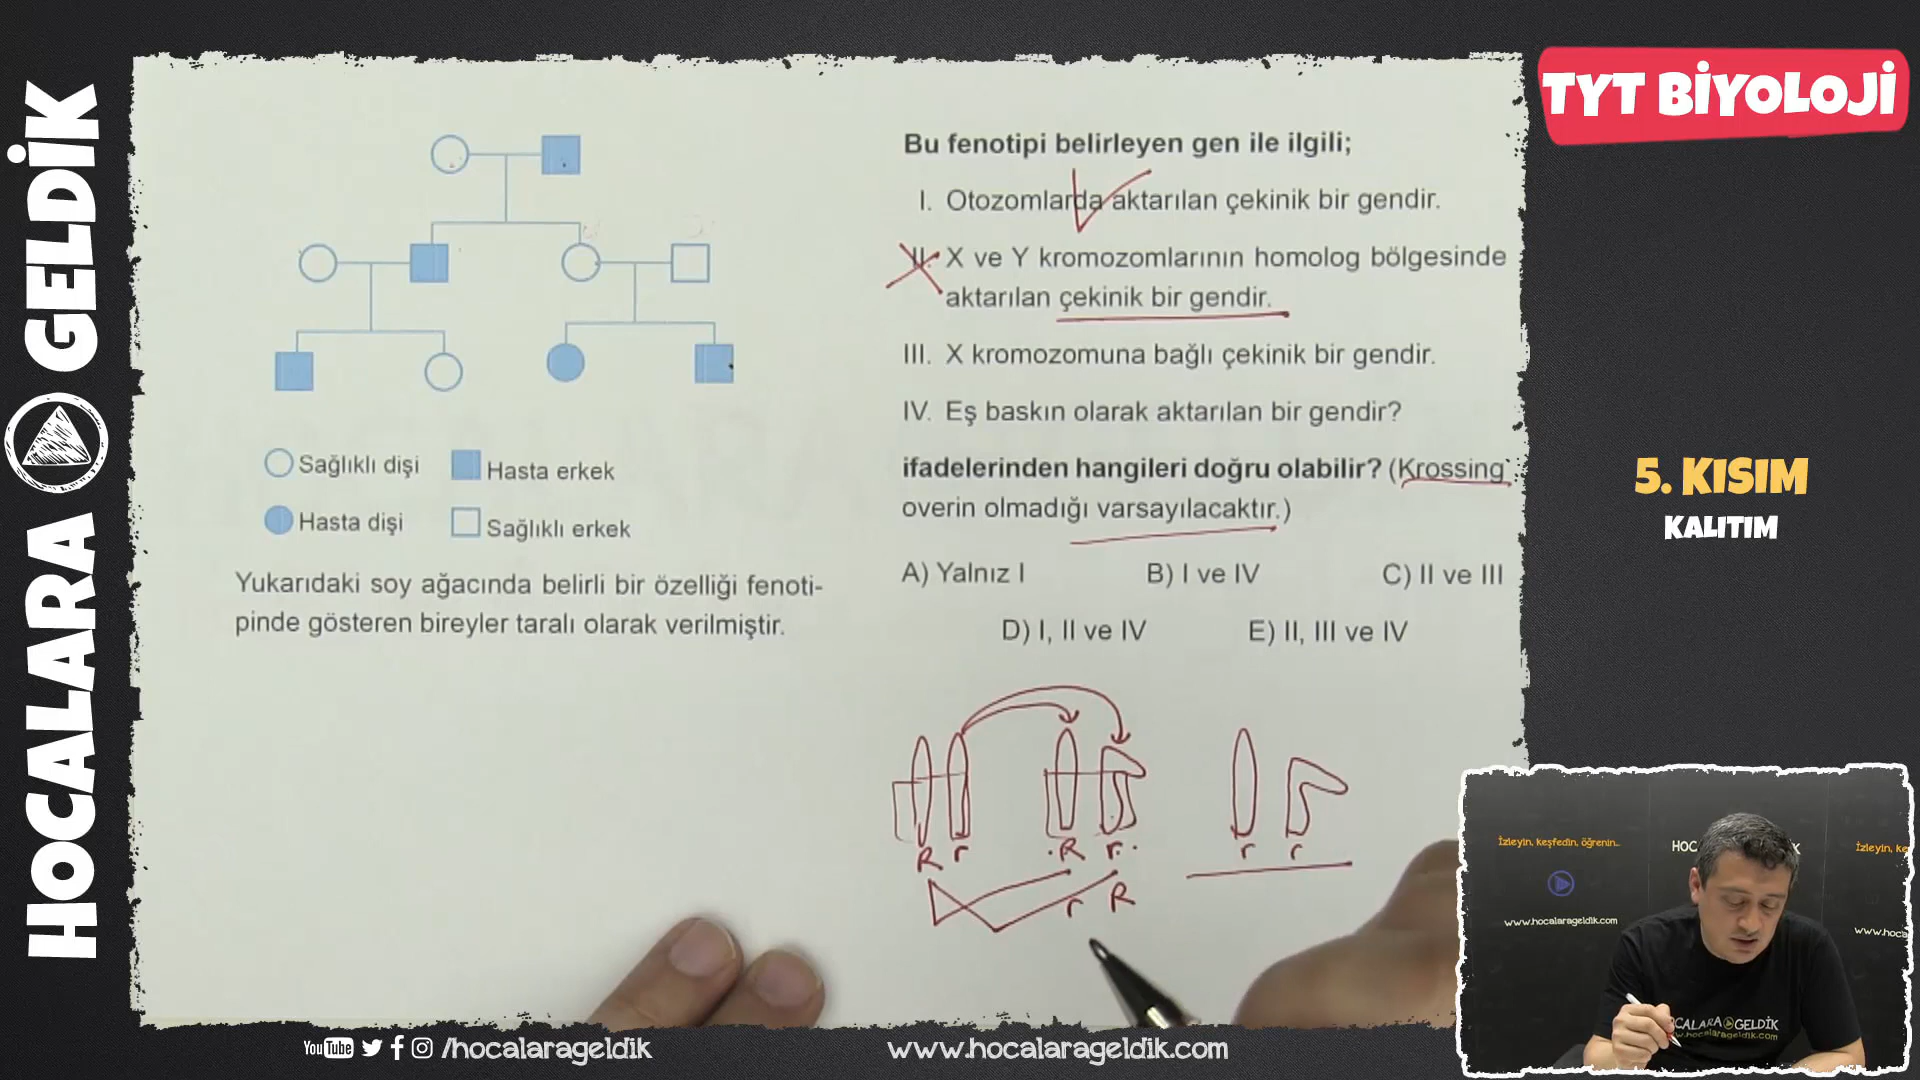 HOCALARA GELDİK
TYT BİYOLOJİ
5. KISIM
KALITIM
Sağlıklı dişi
Hasta erkek
Hasta dişi
Sağlıklı erkek
Yukarıdaki soy ağacında belirli bir özelliği fenoti-
pinde gösteren bireyler taralı olarak verilmiştir.
Bu fenotipi belirleyen gen ile ilgili;
I. Otozomlarda aktarılan çekinik bir gendir.
II. X ve Y kromozomlarının homolog bölgesinde
aktarılan çekinik bir gendir.
III. X kromozomuna bağlı çekinik bir gendir.
IV. Eş baskın olarak aktarılan bir gendir?
ifadelerinden hangileri doğru olabilir? (Krossing
overin olmadığı varsayılacaktır.)
A) Yalnız I
B) I ve IV
C) II ve III
D) I, II ve IV
E) II, III ve IV
R r
R r
r r
r R
İzleyin, keşfedin, öğrenin...
www.hocalarageldik.com
HOC
YouTube /hocalarageldik
www.hocalarageldik.com